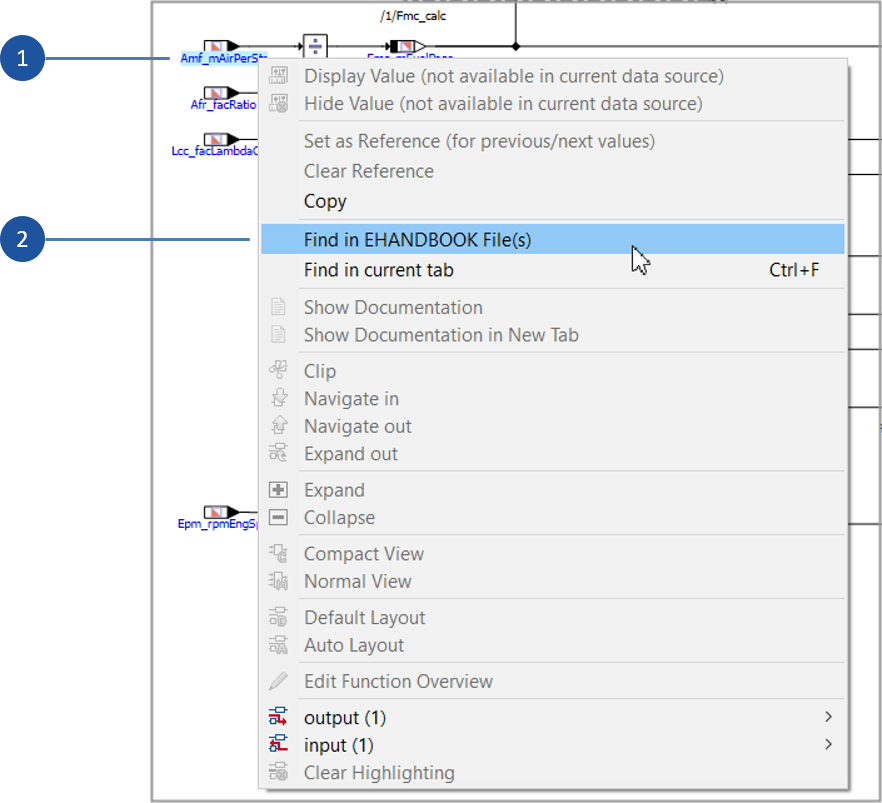 /1/Fmc_calc
1
Amf_mAirPerStr
Afr_facRatio
Lcc_facLambda
Display Value (not available in current data source)
Hide Value (not available in current data source)
Set as Reference (for previous/next values)
Clear Reference
Copy
2
Find in EHANDBOOK File(s)
Find in current tab Ctrl+F
Show Documentation
Show Documentation in New Tab
Clip
Navigate in
Navigate out
Expand out
Expand
Collapse
Epm_rpmEngSp
Compact View
Normal View
Default Layout
Auto Layout
Edit Function Overview
output (1)
input (1)
Clear Highlighting